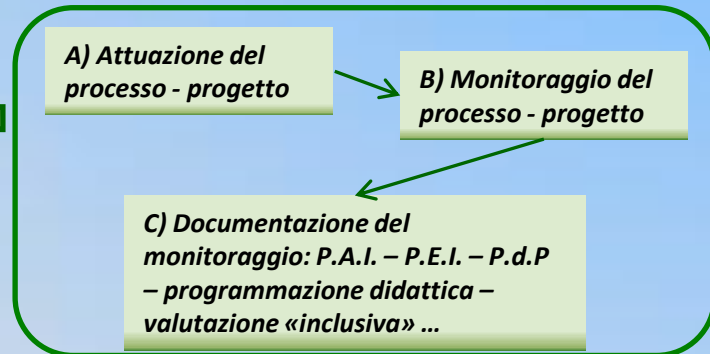 A) Attuazione del
processo - progetto
B) Monitoraggio del
processo - progetto
C) Documentazione del
monitoraggio: P.A.I. – P.E.I. – P.d.P
– programmazione didattica –
valutazione «inclusiva» ...